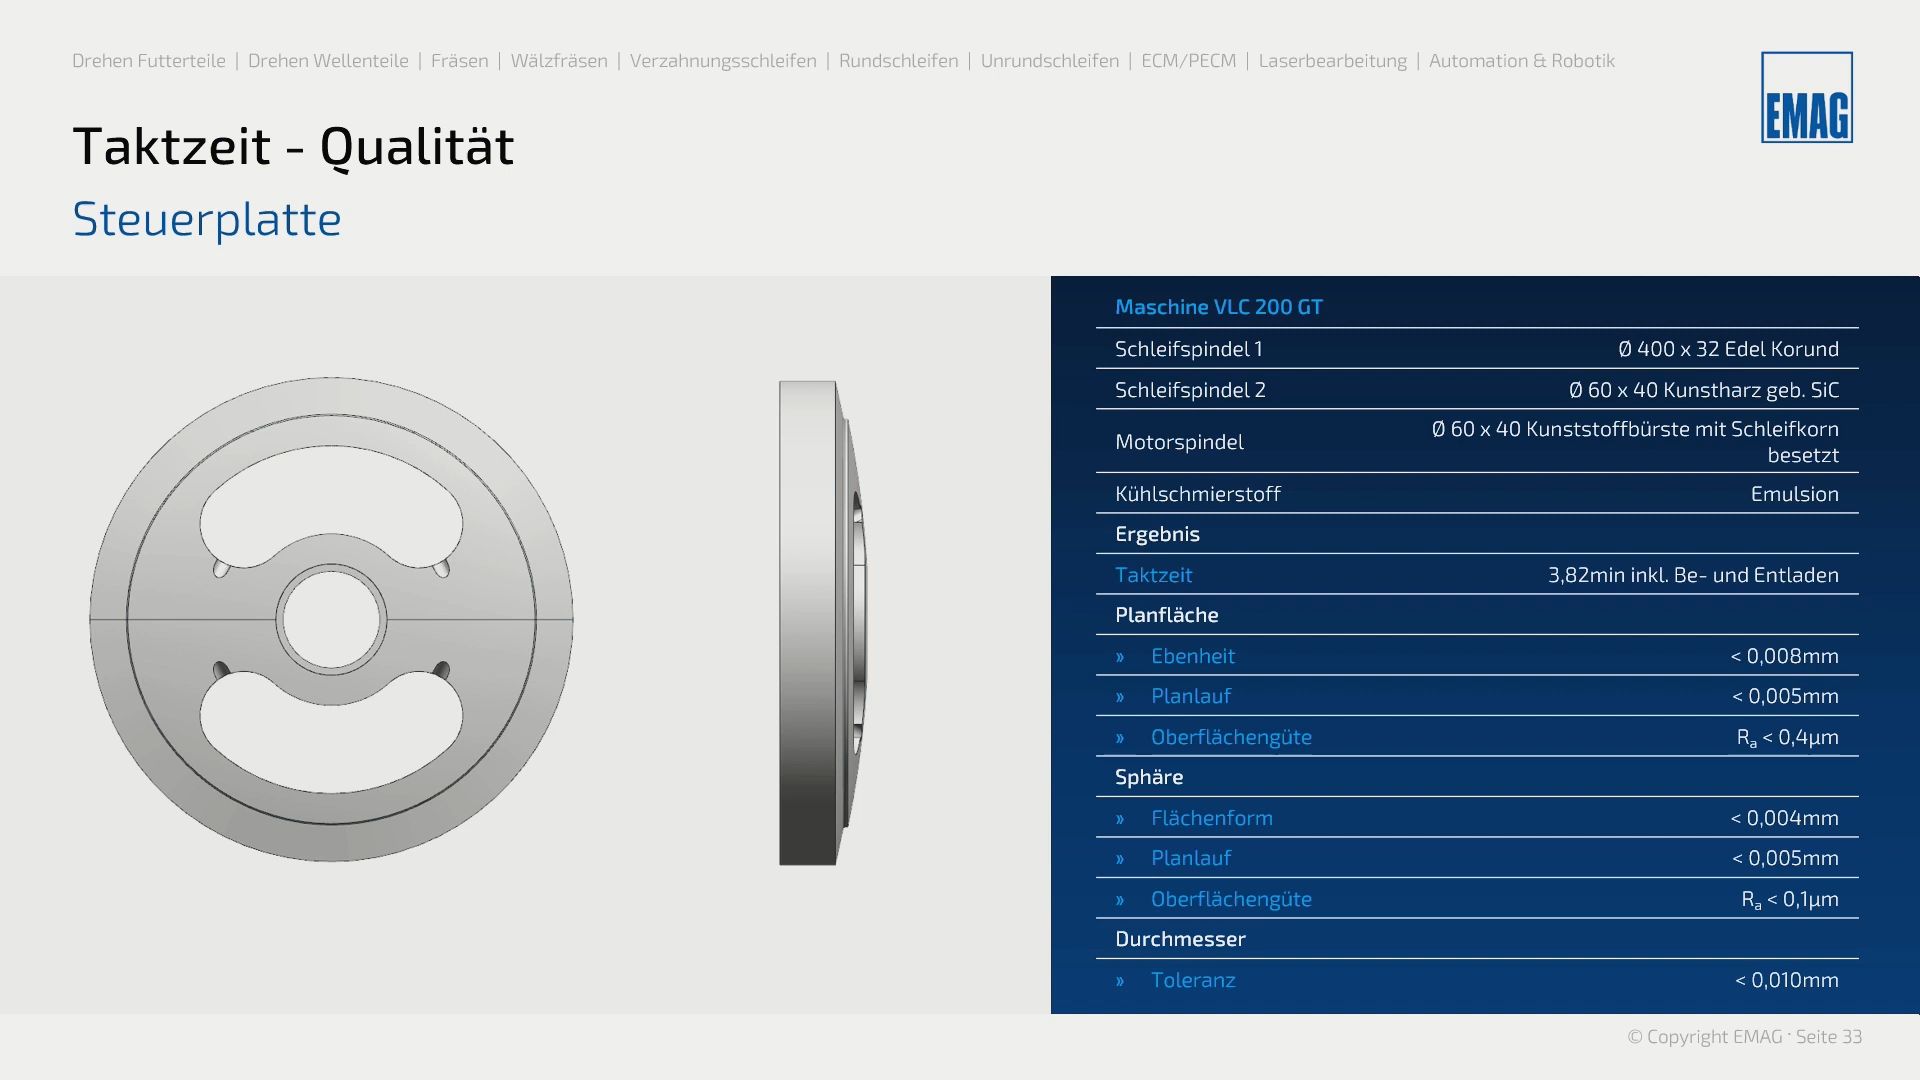 Drehen Futterteile | Drehen Wellenteile | Fräsen | Wälzfräsen | Verzahnungsschleifen | Rundschleifen | Unrundschleifen | ECM/PECM | Laserbearbeitung | Automation & Robotik
EMAG
Taktzeit - Qualität
Steuerplatte
Maschine VLC 200 GT
Schleifspindel 1 Ø 400 x 32 Edel Korund
Schleifspindel 2 Ø 60 x 40 Kunstharz geb. SiC
Motorspindel Ø 60 x 40 Kunststoffbürste mit Schleifkorn
besetzt
Kühlschmierstoff Emulsion
Ergebnis
Taktzeit 3,82min inkl. Be- und Entladen
Planfläche
» Ebenheit < 0,008mm
» Planlauf < 0,005mm
» Oberflächengüte Ra < 0,4µm
Sphäre
» Flächenform < 0,004mm
» Planlauf < 0,005mm
» Oberflächengüte Ra < 0,1µm
Durchmesser
» Toleranz < 0,010mm
© Copyright EMAG · Seite 33